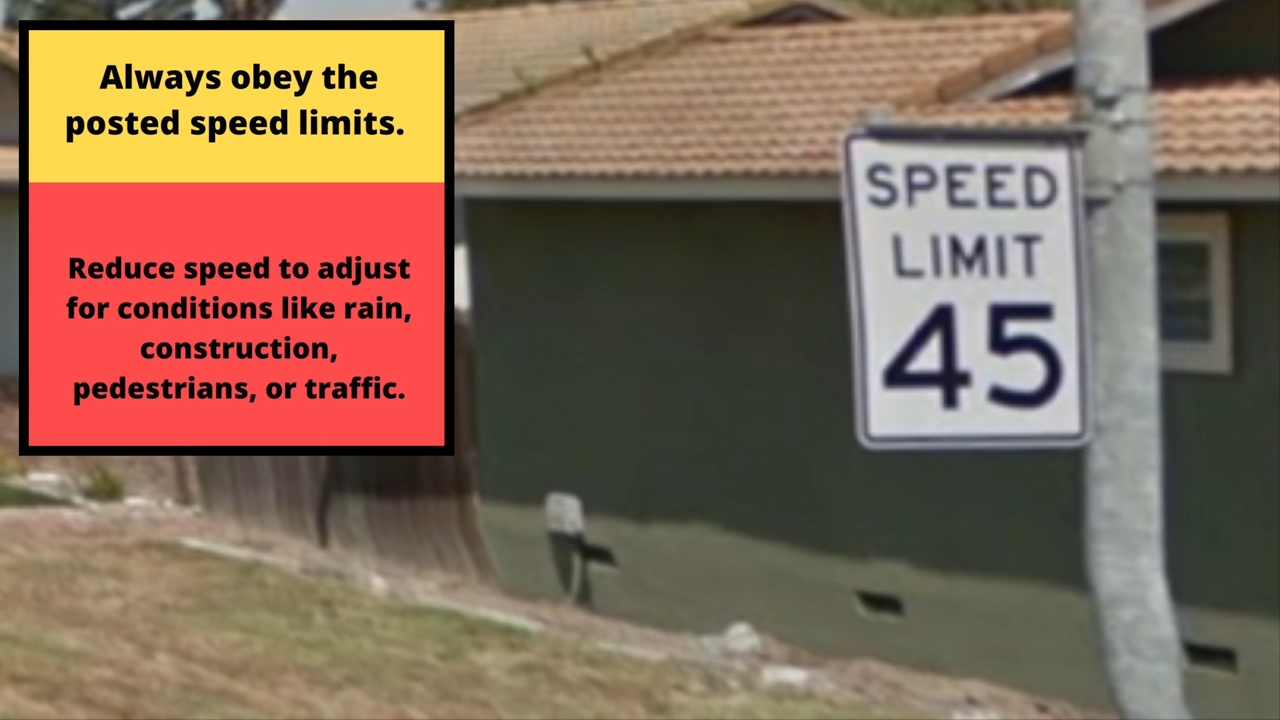 Always obey the
posted speed limits.
Reduce speed to adjust
for conditions like rain,
construction,
pedestrians, or traffic.
SPEED
LIMIT
45